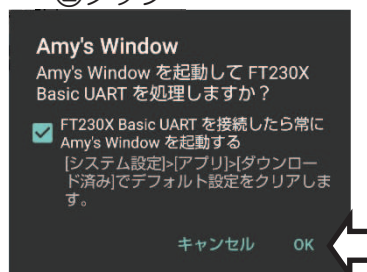 Amy's Window
Amy's Window を起動して FT230X
Basic UART を処理しますか？
FT230X Basic UART を接続したら常に
Amy's Window を起動する
[システム設定]>[アプリ]>[ダウンロー
ド済み]でデフォルト設定をクリアしま
す。
キャンセル OK